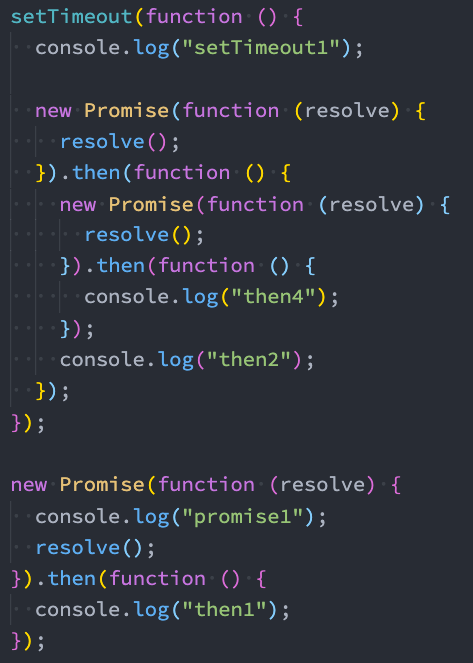 setTimeout(function () {
  console.log("setTimeout1");

  new Promise(function (resolve) {
    resolve();
  }).then(function () {
    new Promise(function (resolve) {
      resolve();
    }).then(function () {
      console.log("then4");
    });
    console.log("then2");
  });
});

new Promise(function (resolve) {
  console.log("promise1");
  resolve();
}).then(function () {
  console.log("then1");
});